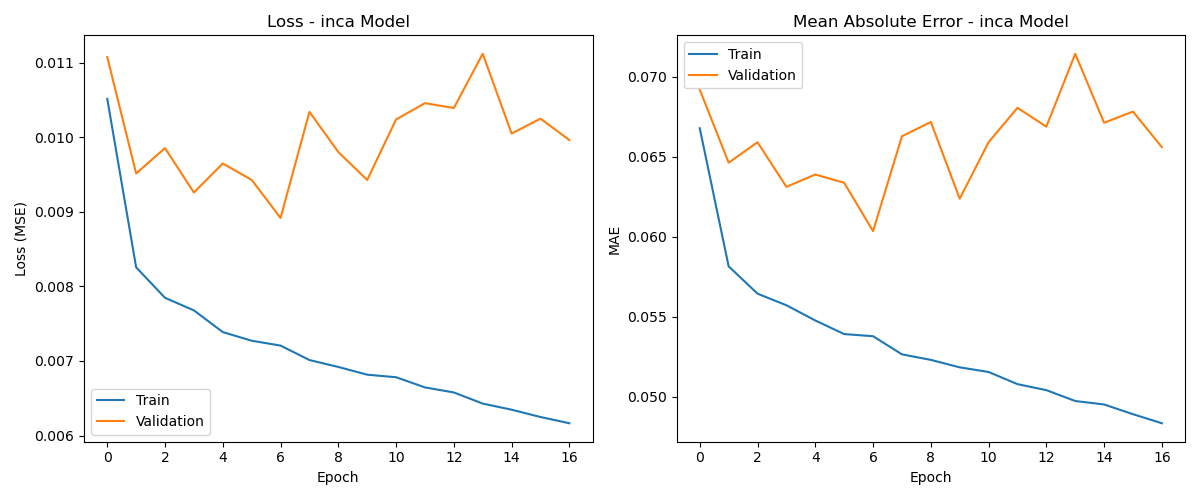 Loss - inca Model
0.011
0.010
0.009
0.008
0.007
0.006
Loss (MSE)
Train
Validation
0 2 4 6 8 10 12 14 16
Epoch
Mean Absolute Error - inca Model
Train
Validation
0.070
0.065
0.060
0.055
0.050
MAE
0 2 4 6 8 10 12 14 16
Epoch